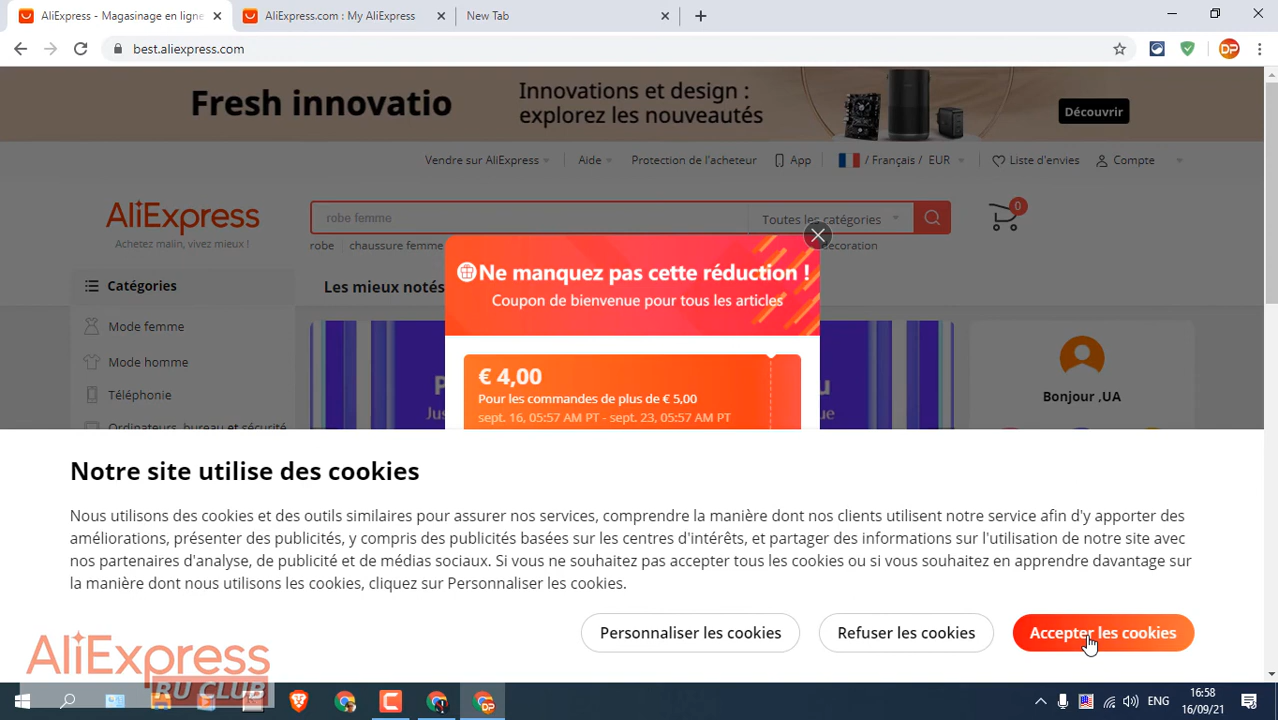 AliExpress - Magasinage en ligne
AliExpress.com : My AliExpress
New Tab
best.aliexpress.com
DP
Fresh innovatio
Innovations et design :
explorez les nouveautés
Découvrir
Vendre sur AliExpress
Aide
Protection de l'acheteur
App
/ Français / EUR
Liste d'envies
Compte
AliExpress
Achetez malin, vivez mieux !
robe femme
Toutes les catégories
0
robe
chaussure femme
decoration
Catégories
Les mieux notés
Mode femme
Mode homme
Téléphonie
Ordinateurs, bureau et sécurité
Bonjour ,UA
Ne manquez pas cette réduction !
Coupon de bienvenue pour tous les articles
€ 4,00
Pour les commandes de plus de € 5,00
sept. 16, 05:57 AM PT - sept. 23, 05:57 AM PT
Notre site utilise des cookies
Nous utilisons des cookies et des outils similaires pour assurer nos services, comprendre la manière dont nos clients utilisent notre service afin d'y apporter des
améliorations, présenter des publicités, y compris des publicités basées sur les centres d'intérêts, et partager des informations sur l'utilisation de notre site avec
nos partenaires d'analyse, de publicité et de médias sociaux. Si vous ne souhaitez pas accepter tous les cookies ou si vous souhaitez en apprendre davantage sur
la manière dont nous utilisons les cookies, cliquez sur Personnaliser les cookies.
Personnaliser les cookies
Refuser les cookies
Accepter les cookies
AliExpress
RU CLUB
DP
ENG
16:58
16/09/21